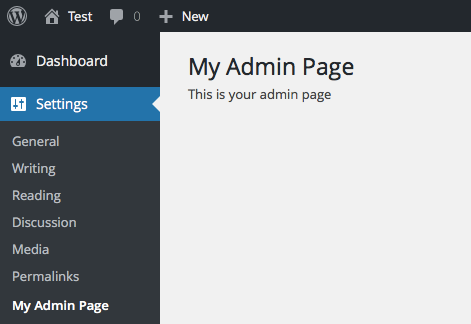 Test 0 New
Dashboard
Settings
General
Writing
Reading
Discussion
Media
Permalinks
My Admin Page
My Admin Page
This is your admin page